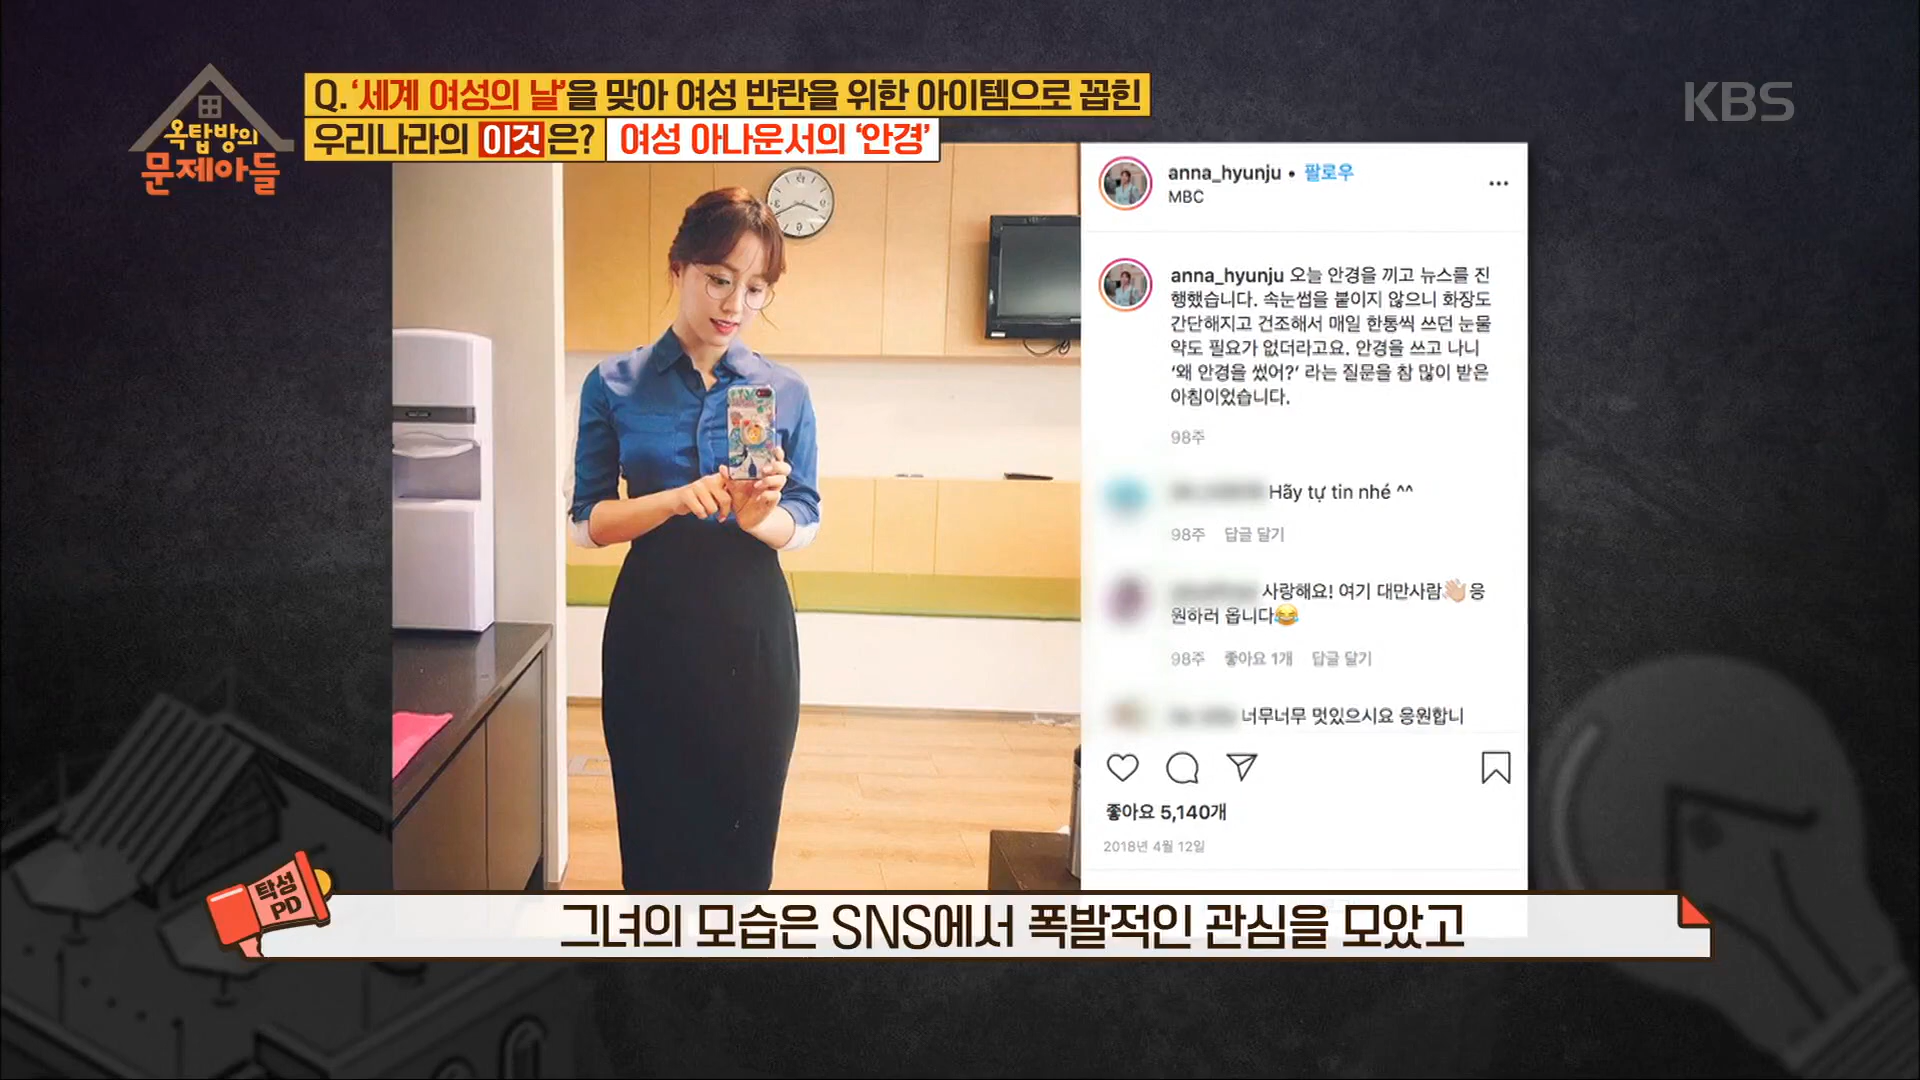 옥탑방의
문제아들
Q. ‘세계 여성의 날’을 맞아 여성 반란을 위한 아이템으로 꼽힌
우리나라의 이것은? 여성 아나운서의 ‘안경’
KBS
anna_hyunju • 팔로우
MBC
anna_hyunju 오늘 안경을 끼고 뉴스를 진
행했습니다. 속눈썹을 붙이지 않으니 화장도
간단해지고 건조해서 매일 한통씩 쓰던 눈물
약도 필요가 없더라고요. 안경을 쓰고 나니
‘왜 안경을 썼어?’ 라는 질문을 참 많이 받은
아침이었습니다.
98주
Hãy tự tin nhé ^^
98주 답글 달기
사랑해요! 여기 대만사람👋🏻응
원하러 옵니다😂
98주 좋아요 1개 답글 달기
너무너무 멋있으시요 응원합니
좋아요 5,140개
2018년 4월 12일
탁성
PD
그녀의 모습은 SNS에서 폭발적인 관심을 모았고